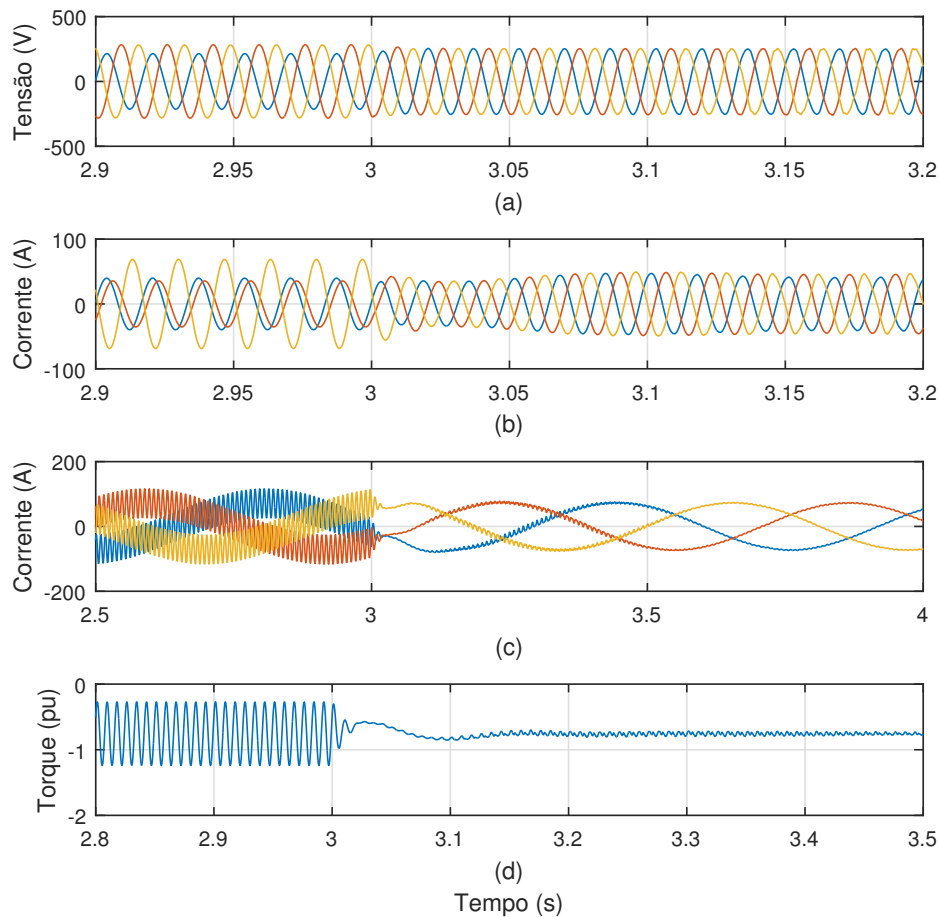 500
0
-500
Tensão (V)
2.9 2.95 3 3.05 3.1 3.15 3.2
(a)
100
0
-100
Corrente (A)
2.9 2.95 3 3.05 3.1 3.15 3.2
(b)
200
0
-200
Corrente (A)
2.5 3 3.5 4
(c)
0
-1
-2
Torque (pu)
2.8 2.9 3 3.1 3.2 3.3 3.4 3.5
(d)
Tempo (s)